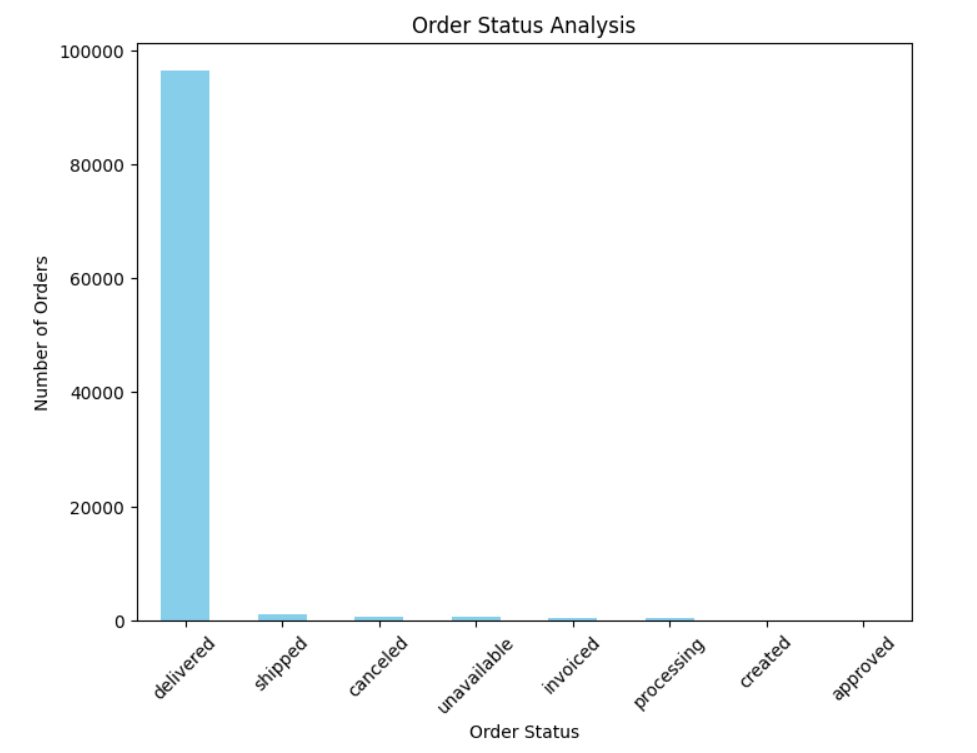 Order Status Analysis
Number of Orders
100000
80000
60000
40000
20000
0
delivered
shipped
canceled
unavailable
invoiced
processing
created
approved
Order Status